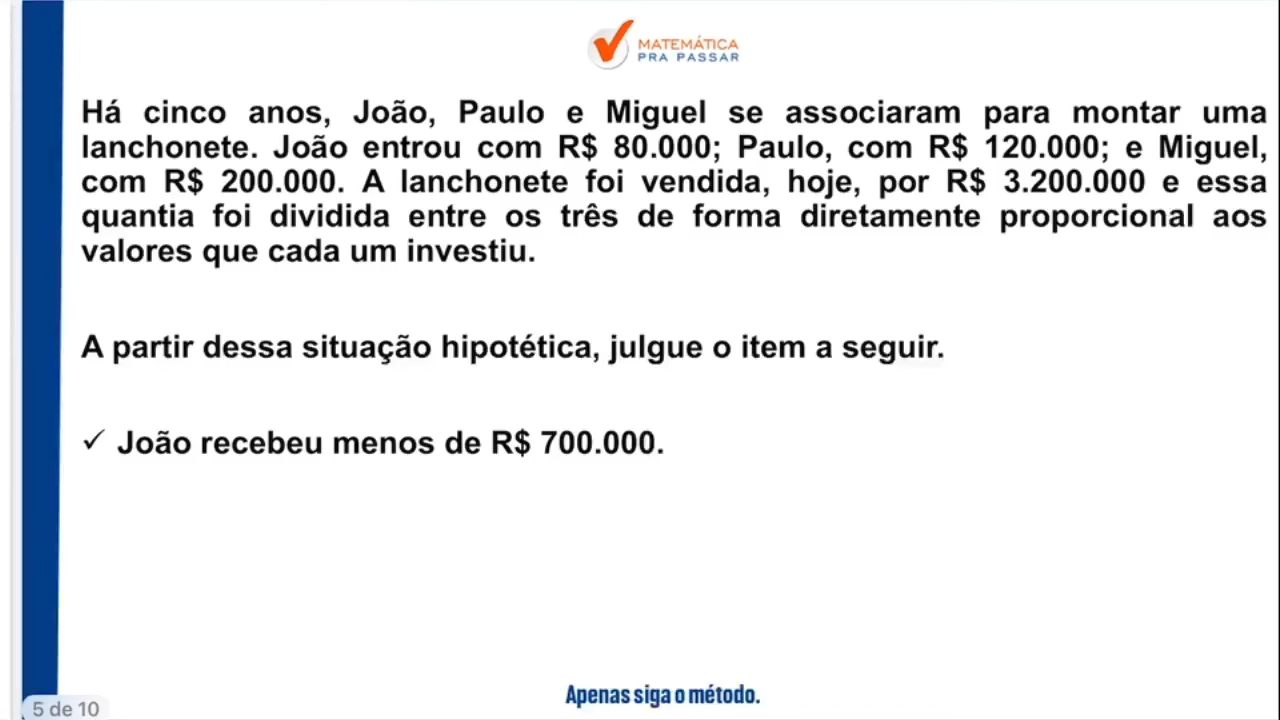 MATEMÁTICA
PRA PASSAR
Há cinco anos, João, Paulo e Miguel se associaram para montar uma
lanchonete. João entrou com R$ 80.000; Paulo, com R$ 120.000; e Miguel,
com R$ 200.000. A lanchonete foi vendida, hoje, por R$ 3.200.000 e essa
quantia foi dividida entre os três de forma diretamente proporcional aos
valores que cada um investiu.
A partir dessa situação hipotética, julgue o item a seguir.
✓ João recebeu menos de R$ 700.000.
Apenas siga o método.
5 de 10